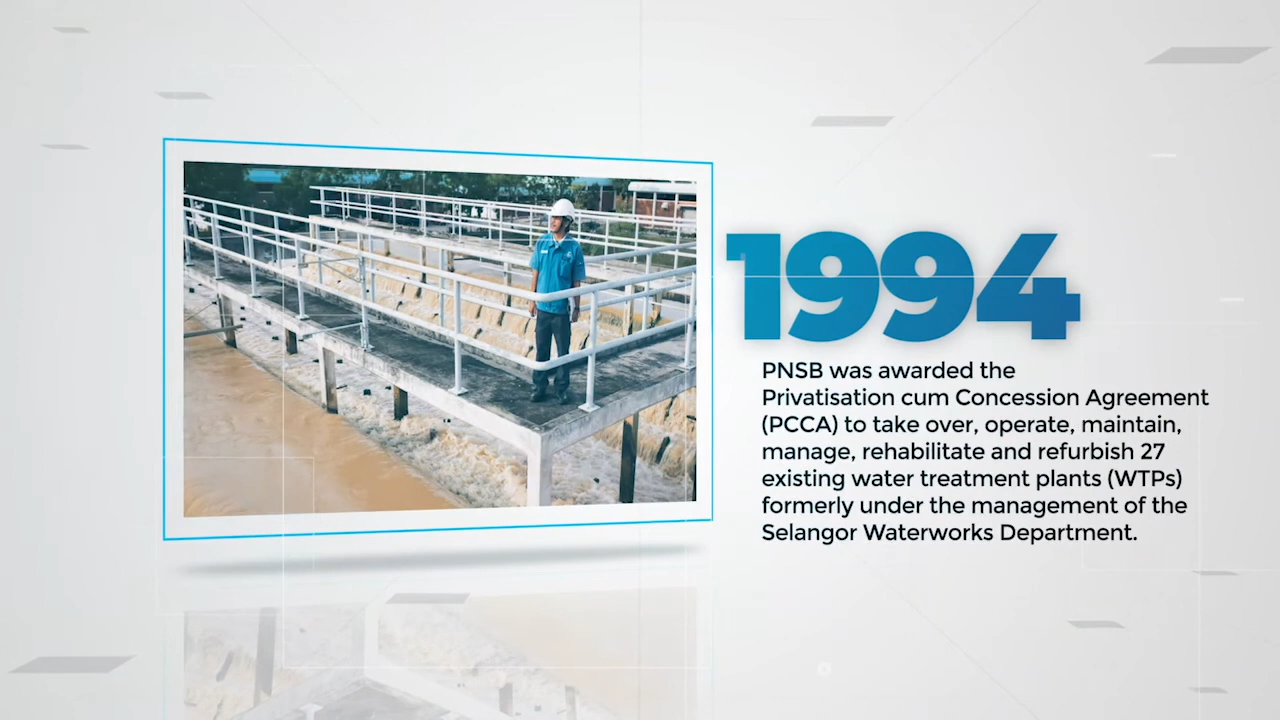 1994
PNSB was awarded the
Privatisation cum Concession Agreement
(PCCA) to take over, operate, maintain,
manage, rehabilitate and refurbish 27
existing water treatment plants (WTPs)
formerly under the management of the
Selangor Waterworks Department.